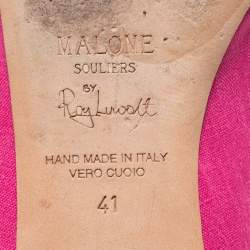 MALONE
SOULIERS
BY
Roy Luwolt
HAND MADE IN ITALY
VERO CUOIO
41